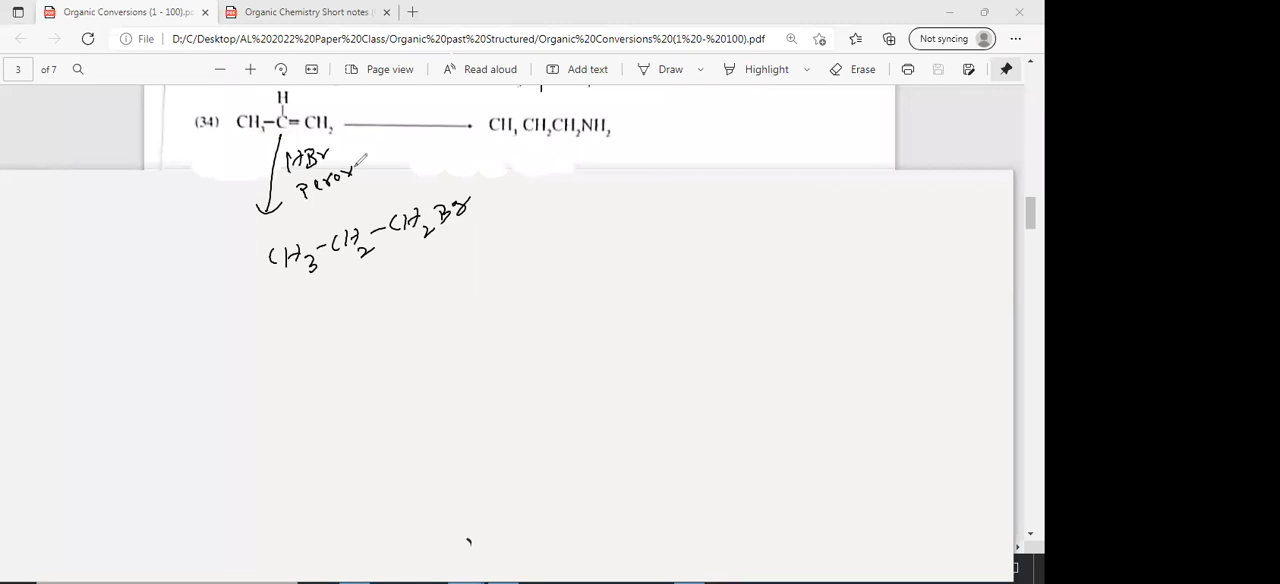 Organic Conversions (1 - 100).pc
Organic Chemistry Short notes (
File
D:/C/Desktop/AL%202022%20Paper%20Class/Organic%20past%20Structured/Organic%20Conversions%20(1%20-%20100).pdf
Not syncing
3 of 7
Page view
Read aloud
Add text
Draw
Highlight
Erase
H
(34) CH₃–C=CH₂ CH₃CH₂CH₂NH₂
HBr
Perox
CH₃–CH₂–CH₂Br